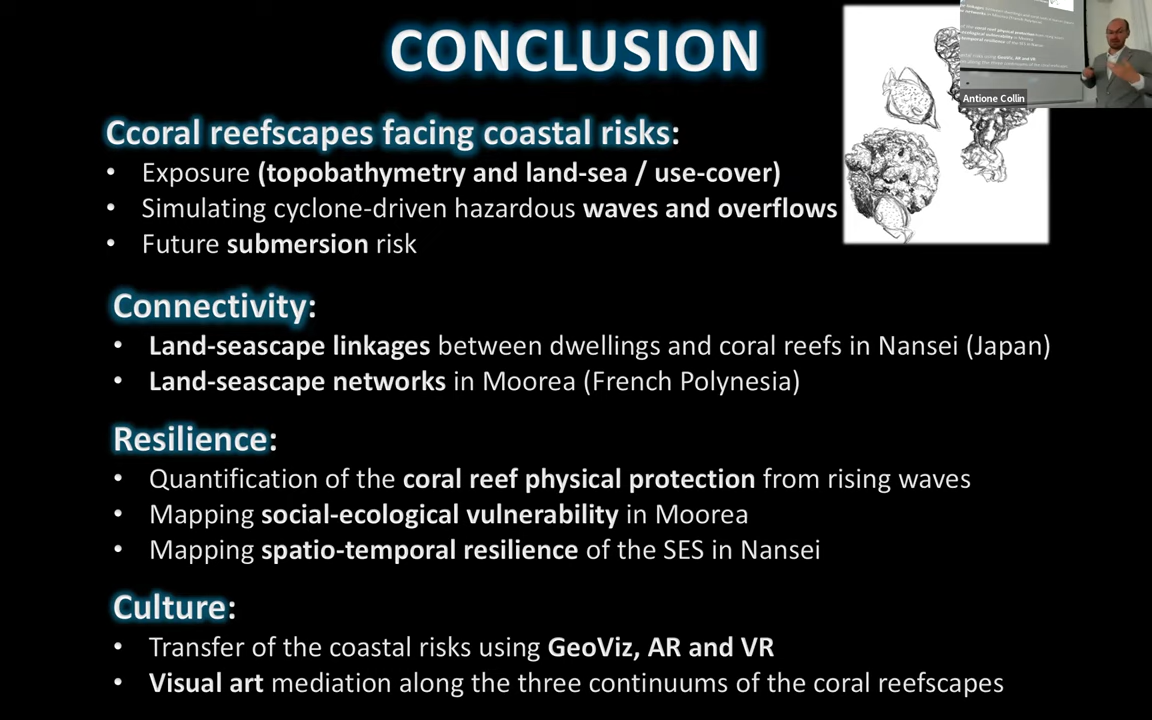 CONCLUSION
Antione Collin
Ccoral reefscapes facing coastal risks:
• Exposure (topobathymetry and land-sea / use-cover)
• Simulating cyclone-driven hazardous waves and overflows
• Future submersion risk
Connectivity:
• Land-seascape linkages between dwellings and coral reefs in Nansei (Japan)
• Land-seascape networks in Moorea (French Polynesia)
Resilience:
• Quantification of the coral reef physical protection from rising waves
• Mapping social-ecological vulnerability in Moorea
• Mapping spatio-temporal resilience of the SES in Nansei
Culture:
• Transfer of the coastal risks using GeoViz, AR and VR
• Visual art mediation along the three continuums of the coral reefscapes